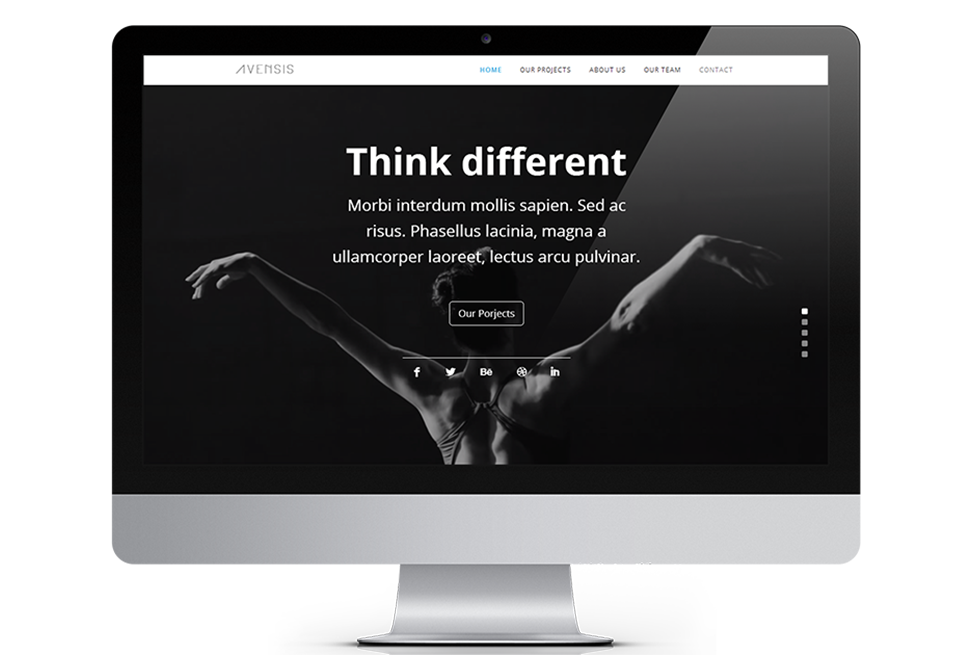 AVENSIS
HOME OUR PROJECTS ABOUT US OUR TEAM CONTACT
Think different
Morbi interdum mollis sapien. Sed ac
risus. Phasellus lacinia, magna a
ullamcorper laoreet, lectus arcu pulvinar.
Our Porjects
f Bē in